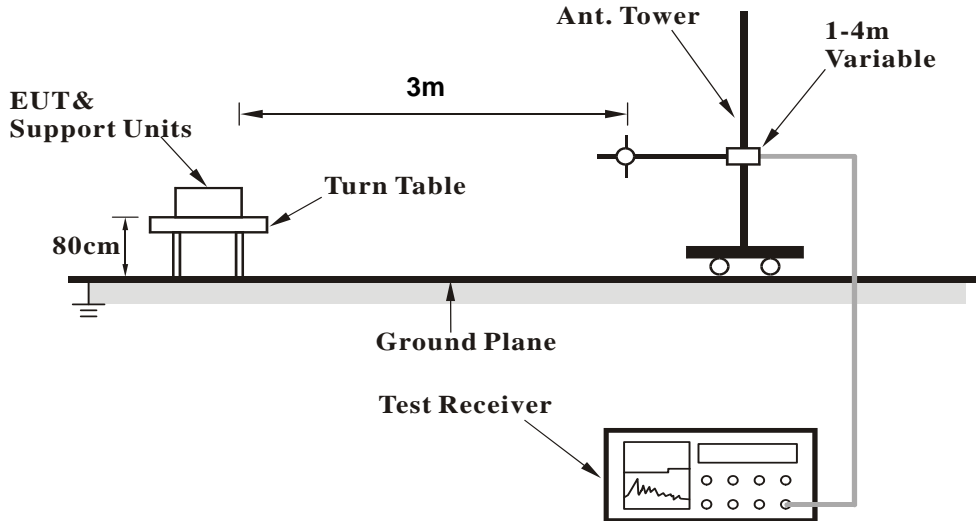 Ant. Tower
1-4m
Variable
3m
EUT&
Support Units
Turn Table
80cm
Ground Plane
Test Receiver